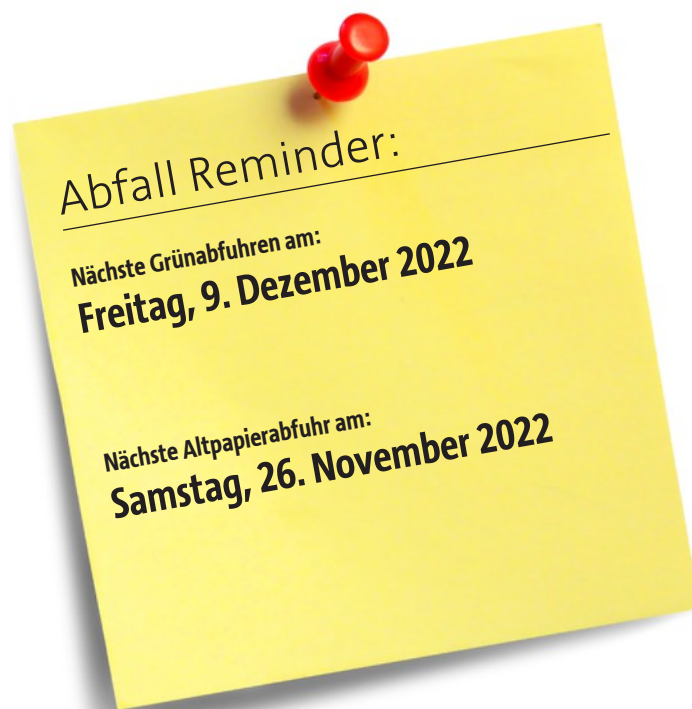 Abfall Reminder:
Nächste Grünabfuhren am:
Freitag, 9. Dezember 2022
Nächste Altpapierabfuhr am:
Samstag, 26. November 2022